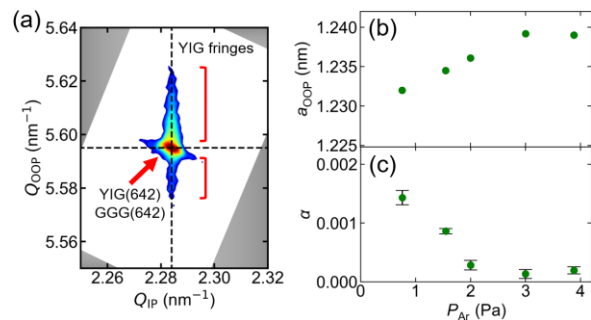 (a)
5.64
5.62
5.60
5.58
5.56
5.55
Q_OOP (nm⁻¹)
YIG fringes
YIG(642)
GGG(642)
2.26
2.28
2.30
2.32
Q_IP (nm⁻¹)
(b)
1.240
1.235
1.230
1.225
a_OOP (nm)
(c)
0.002
0.001
0.000
α
0
1
2
3
4
P_Ar (Pa)